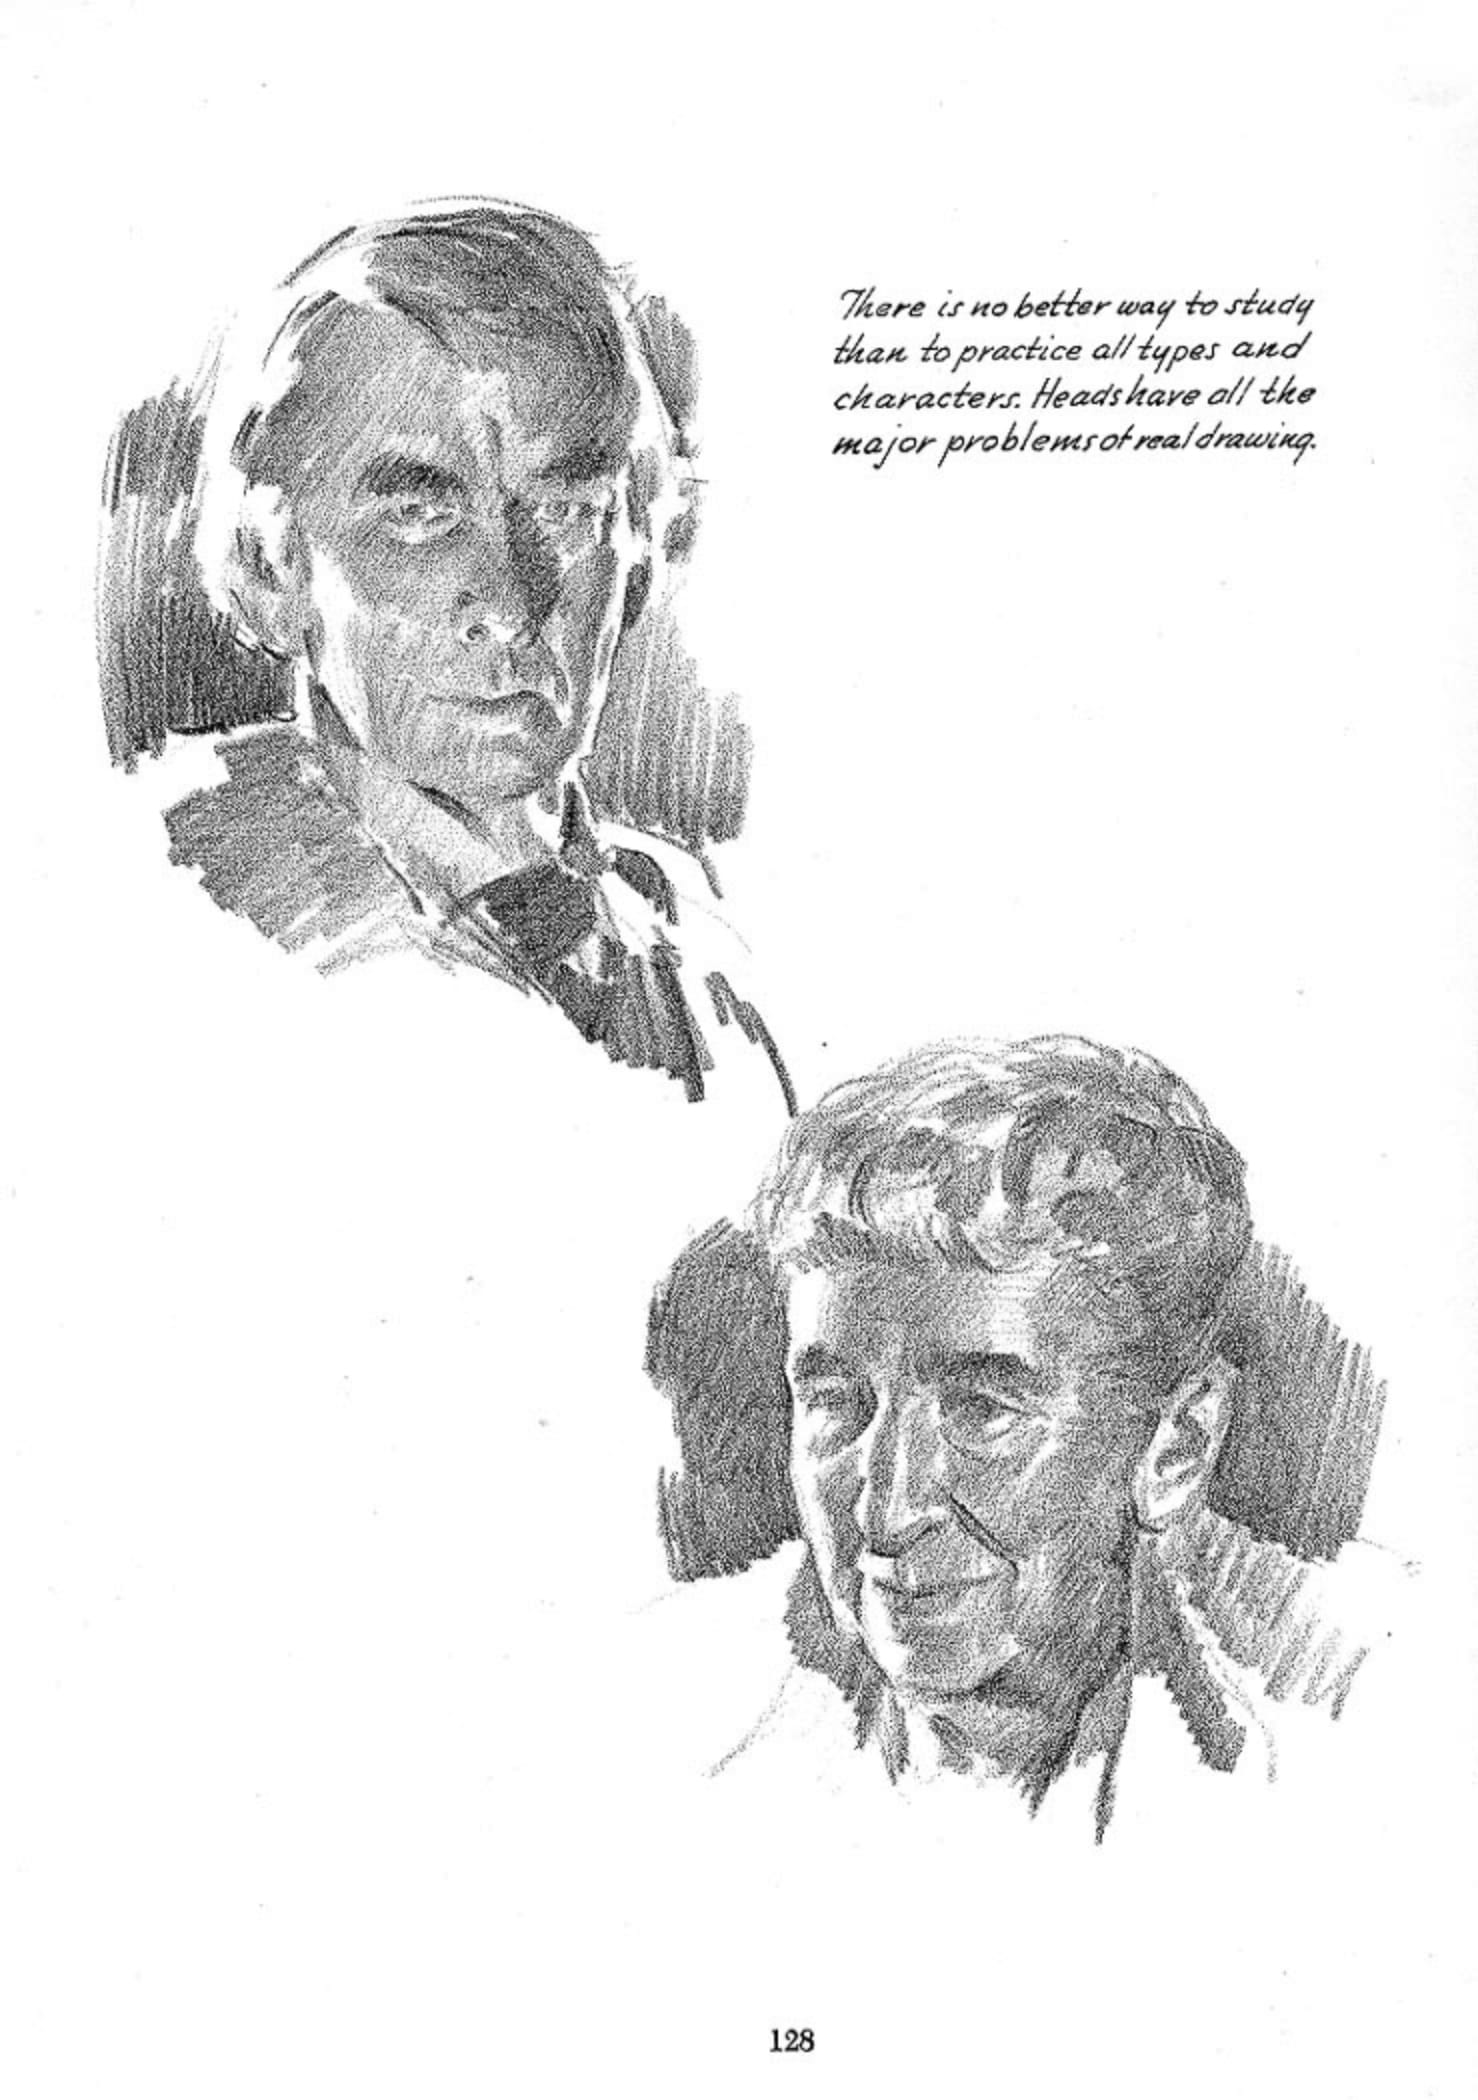 There is no better way to study
than to practice all types and
characters. Heads have all the
major problems of real drawing.
128